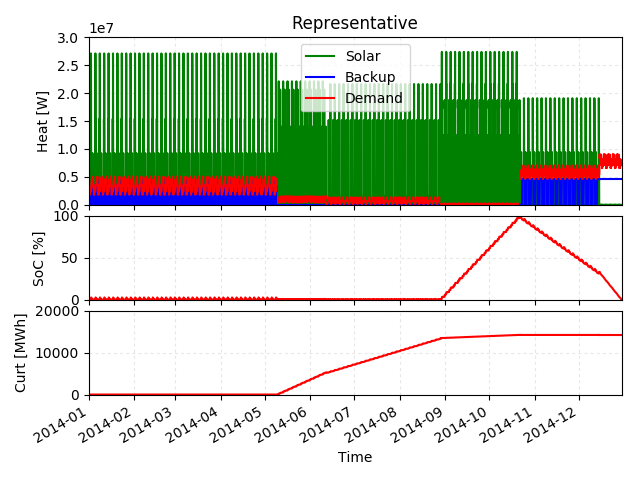 Representative
1e7
3.0
2.5
2.0
1.5
1.0
0.5
0.0
Heat [W]
Solar
Backup
Demand
100
50
0
SoC [%]
20000
10000
0
Curt [MWh]
2014-01
2014-02
2014-03
2014-04
2014-05
2014-06
2014-07
2014-08
2014-09
2014-10
2014-11
2014-12
Time